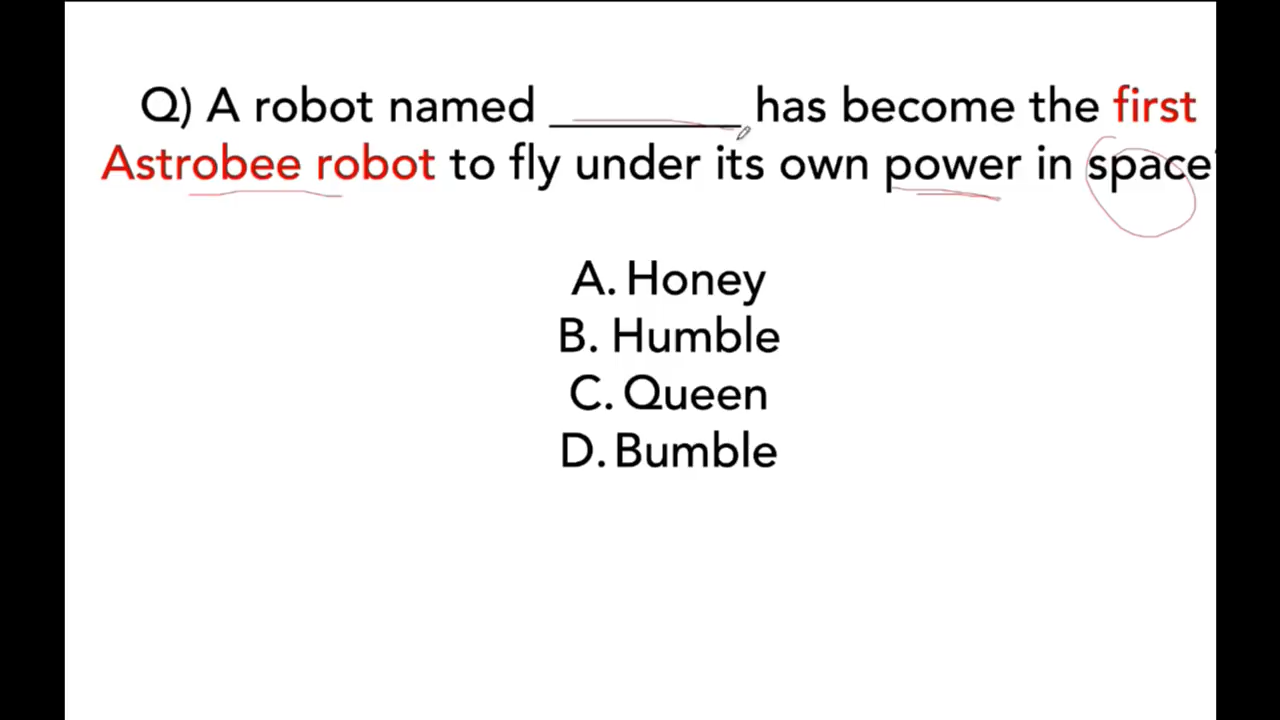 Q) A robot named ________ has become the first
Astrobee robot to fly under its own power in space'
A. Honey
B. Humble
C. Queen
D. Bumble